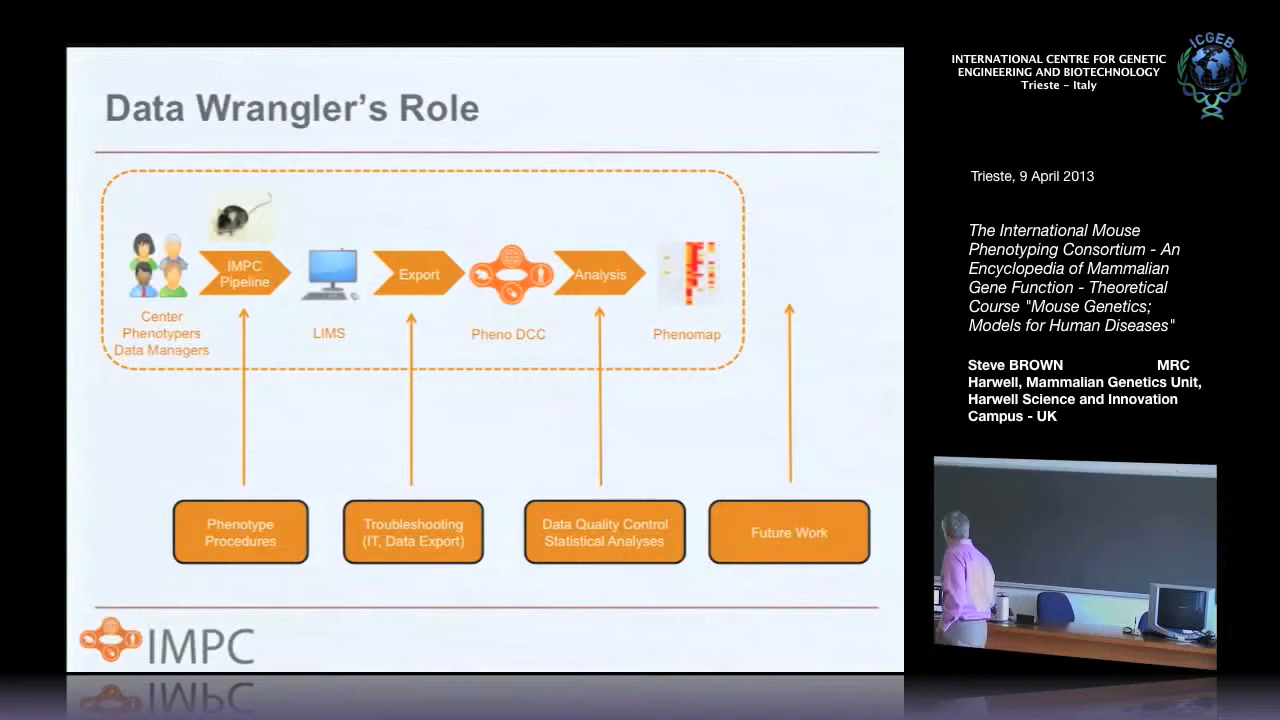 Data Wrangler's Role
IMPC
Pipeline
Export
Analysis
Center
Phenotypers
Data Managers
LIMS
Pheno DCC
Phenomap
Phenotype
Procedures
Troubleshooting
(IT, Data Export)
Data Quality Control
Statistical Analyses
Future Work
IMPC
INTERNATIONAL CENTRE FOR GENETIC
ENGINEERING AND BIOTECHNOLOGY
Trieste - Italy
ICGEB
Trieste, 9 April 2013
The International Mouse
Phenotyping Consortium - An
Encyclopedia of Mammalian
Gene Function - Theoretical
Course "Mouse Genetics;
Models for Human Diseases"
Steve BROWN MRC
Harwell, Mammalian Genetics Unit,
Harwell Science and Innovation
Campus - UK